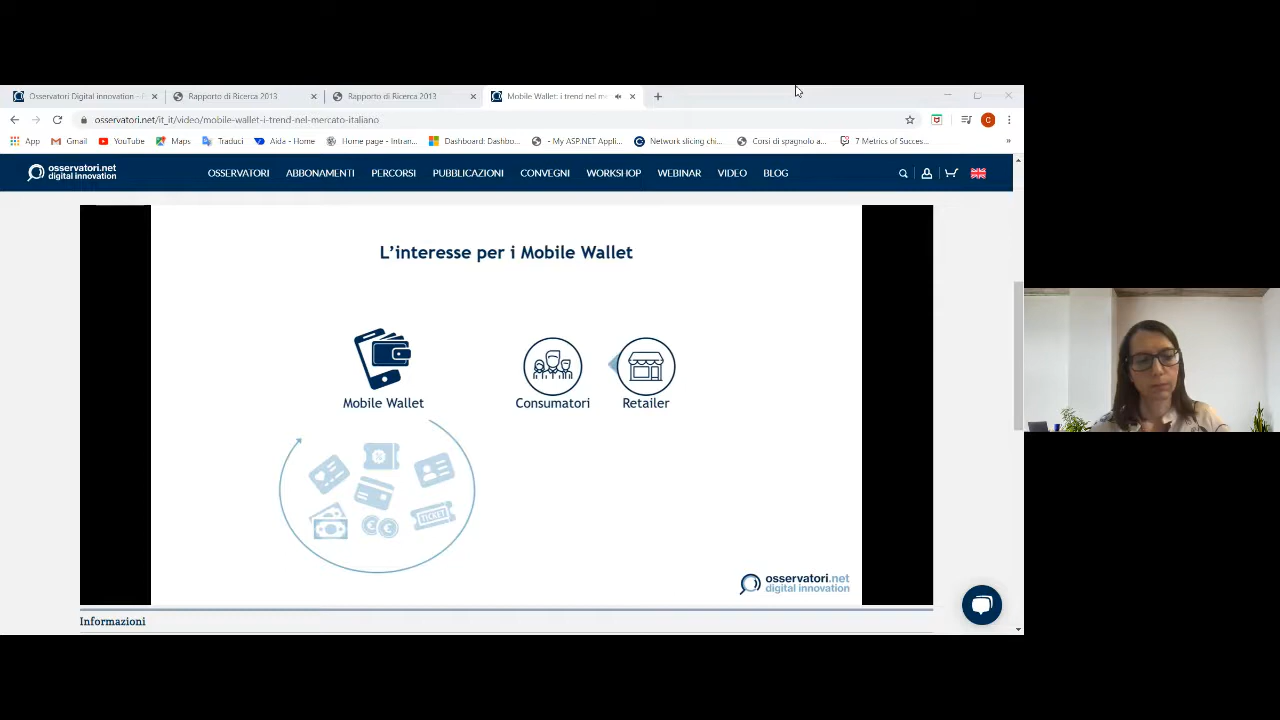 Osservatori Digital innovation -
Rapporto di Ricerca 2013
Rapporto di Ricerca 2013
Mobile Wallet: i trend nel m
osservatori.net/it_it/video/mobile-wallet-i-trend-nel-mercato-italiano
App
Gmail
YouTube
Maps
Traduci
Aida - Home
Home page - Intran...
Dashboard: Dashbo...
- My ASP.NET Appli...
Network slicing chi...
Corsi di spagnolo a...
7 Metrics of Succes...
osservatori.net
digital innovation
OSSERVATORI
ABBONAMENTI
PERCORSI
PUBBLICAZIONI
CONVEGNI
WORKSHOP
WEBINAR
VIDEO
BLOG
L’interesse per i Mobile Wallet
Mobile Wallet
Consumatori
Retailer
TICKET
osservatori.net
digital innovation
Informazioni